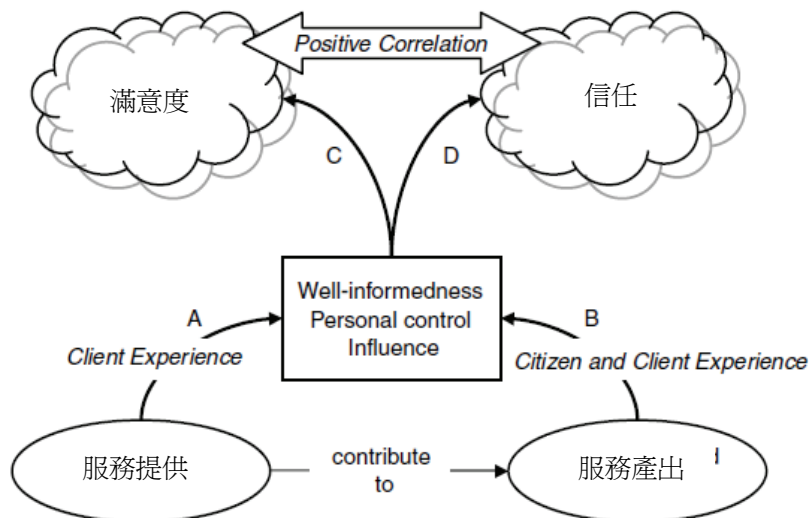 Positive Correlation
滿意度
信任
C
D
Well-informedness
Personal control
Influence
A
B
Client Experience
Citizen and Client Experience
服務提供
contribute
to
服務產出